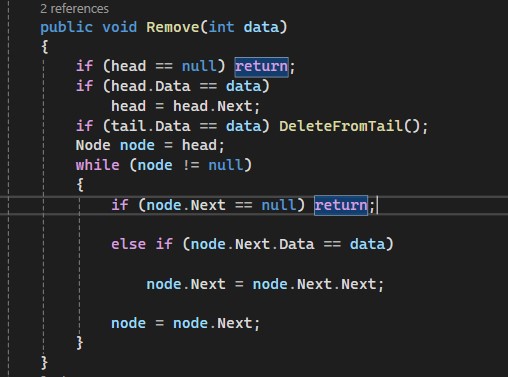 2 references
public void Remove(int data)
{
if (head == null) return;
if (head.Data == data)
head = head.Next;
if (tail.Data == data) DeleteFromTail();
Node node = head;
while (node != null)
{
if (node.Next == null) return;
else if (node.Next.Data == data)
node.Next = node.Next.Next;
node = node.Next;
}
}